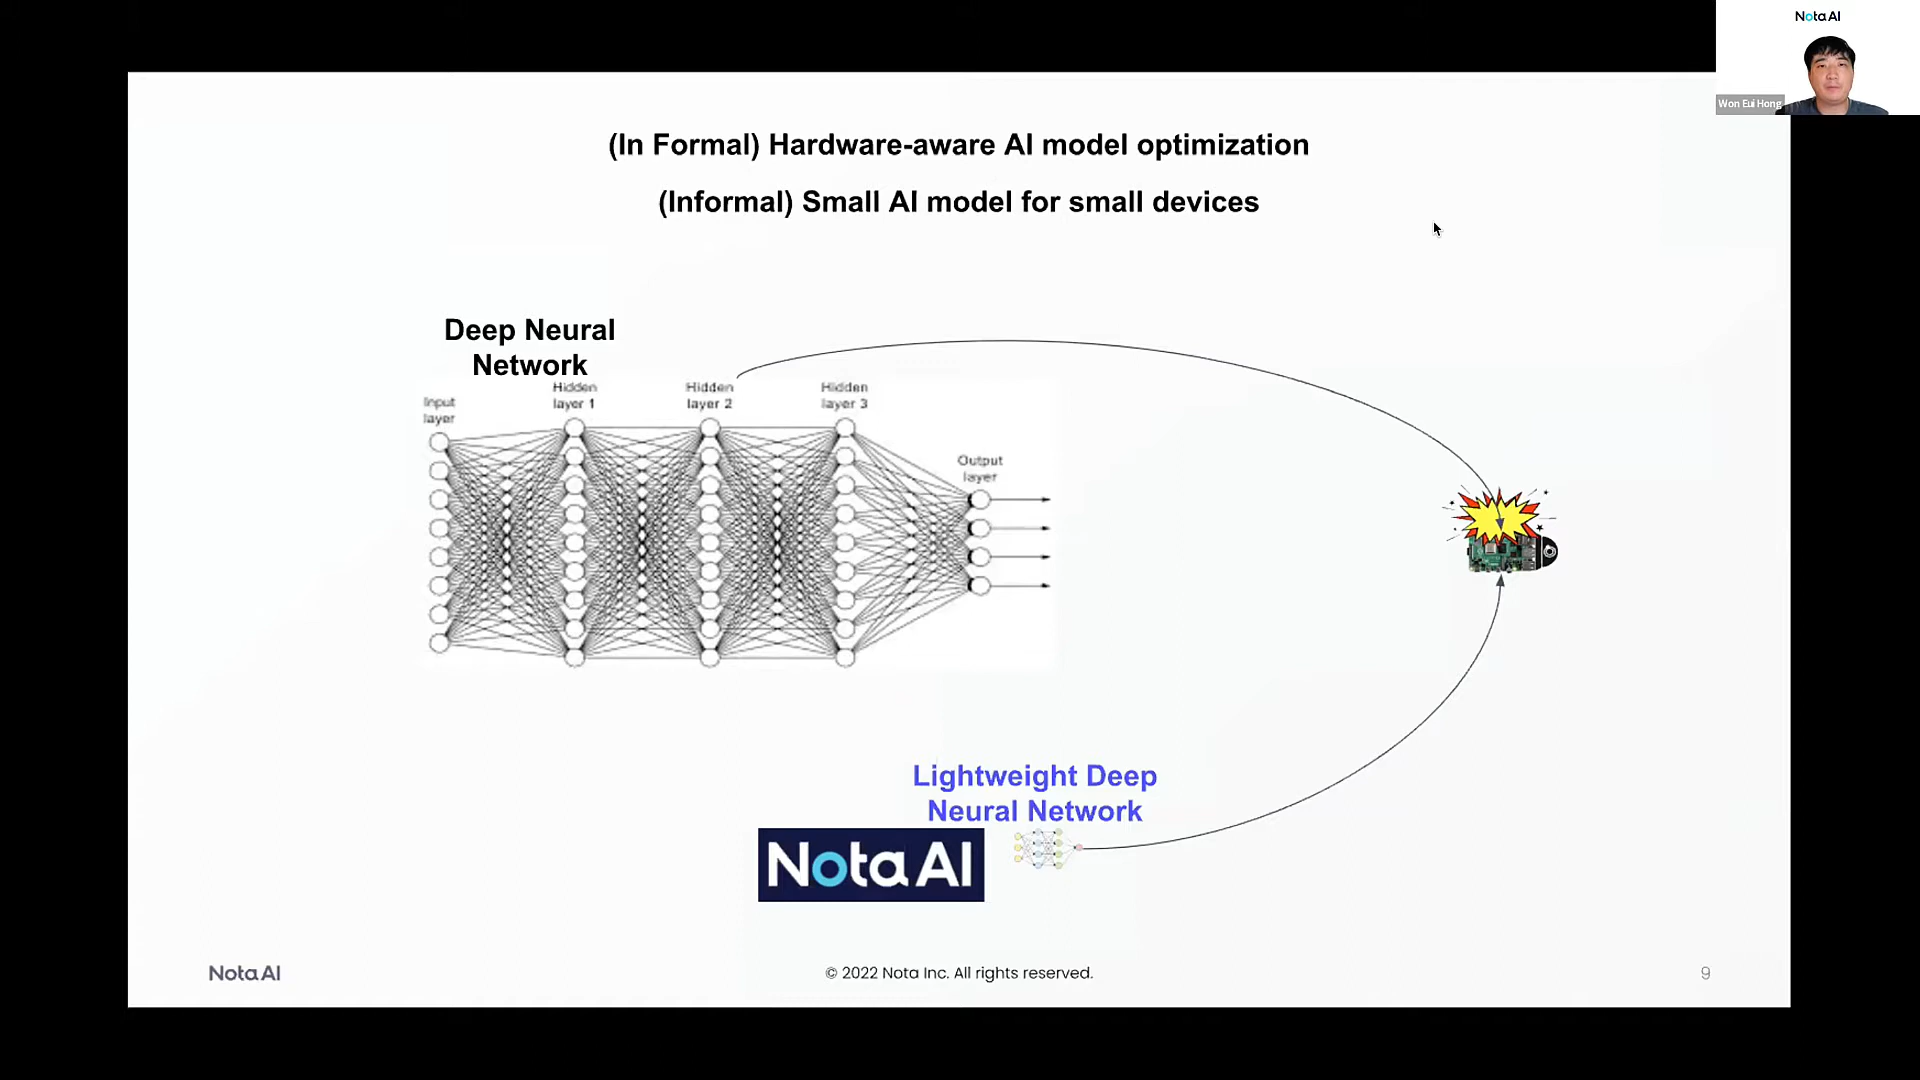 Nota AI
Won Eui Hong
(In Formal) Hardware-aware AI model optimization
(Informal) Small AI model for small devices
Deep Neural
Network
Input
layer
Hidden
layer 1
Hidden
layer 2
Hidden
layer 3
Output
layer
Lightweight Deep
Neural Network
Nota AI
Nota AI
© 2022 Nota Inc. All rights reserved.
9